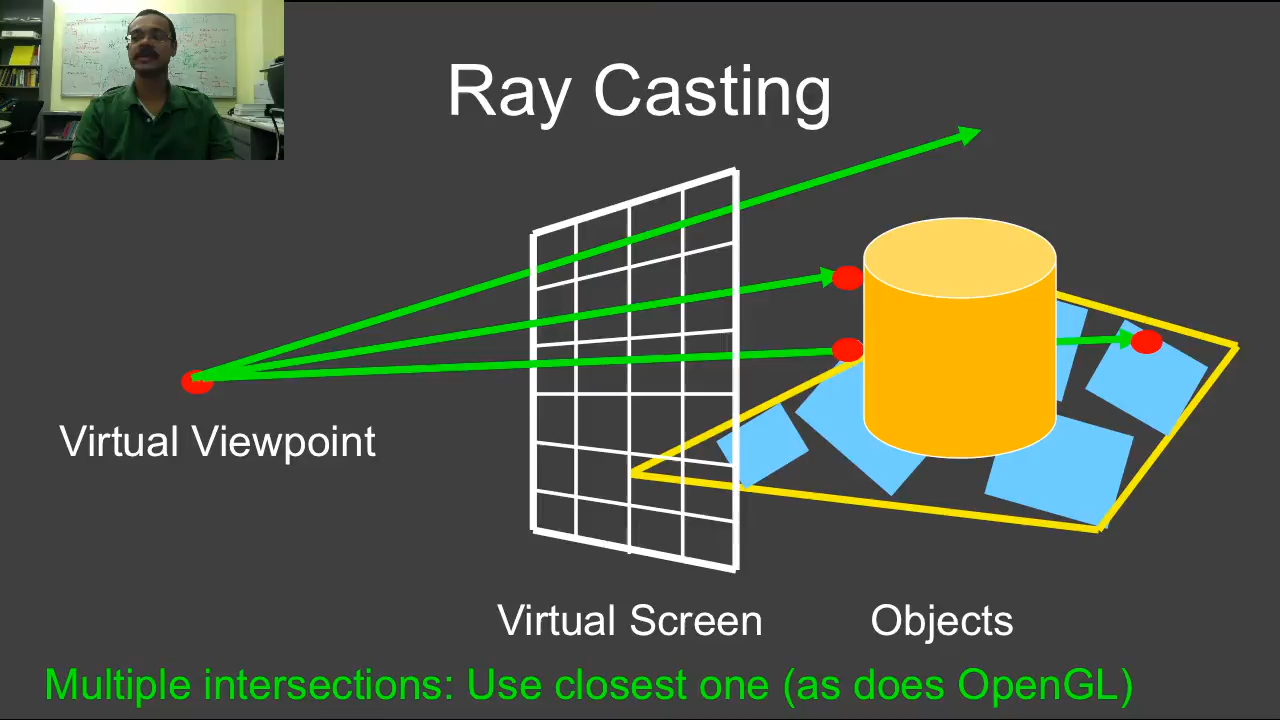 Ray Casting
Virtual Viewpoint
Virtual Screen
Objects
Multiple intersections: Use closest one (as does OpenGL)